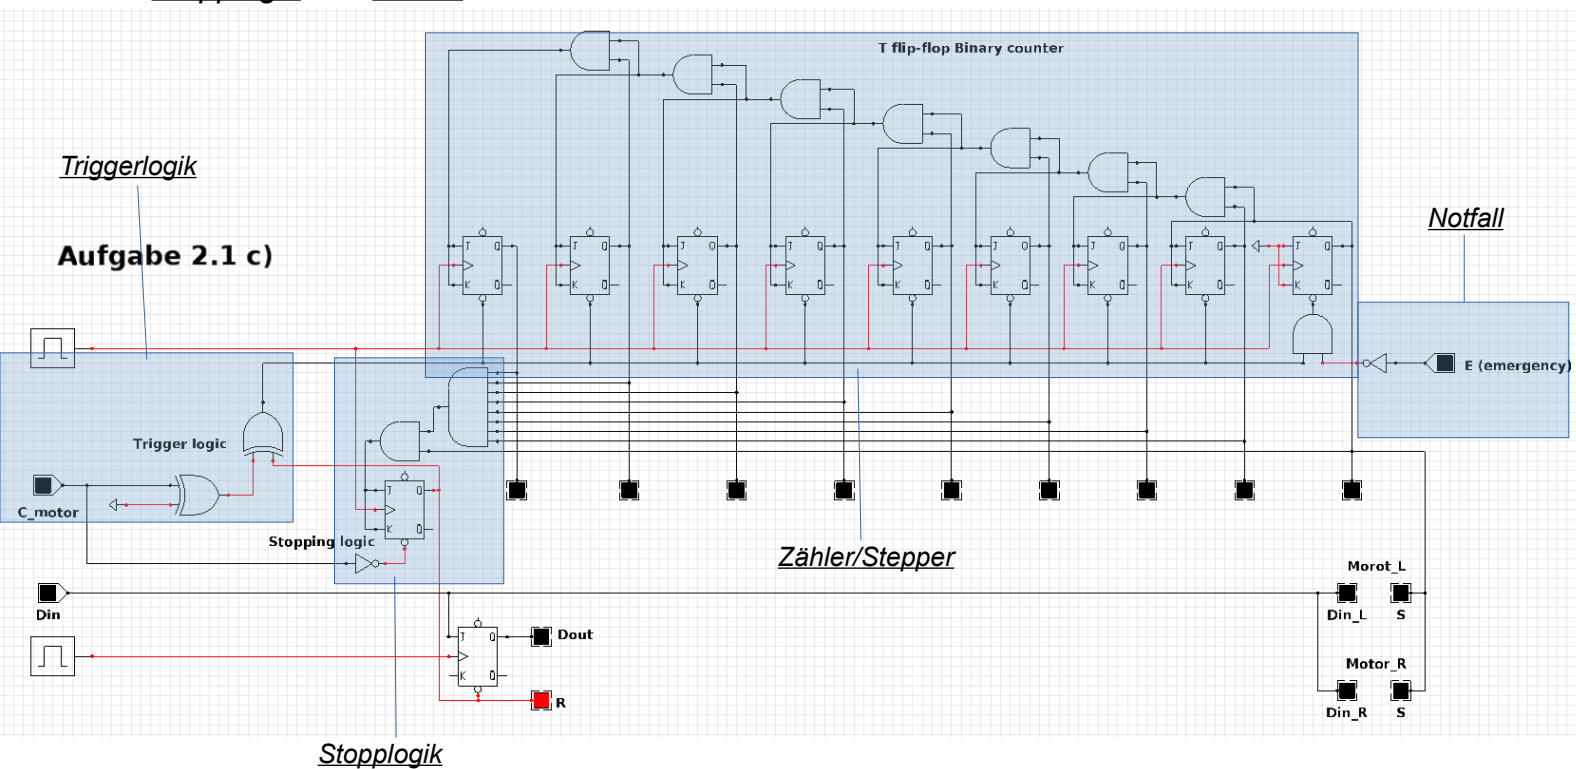 T flip-flop Binary counter
Triggerlogik
Notfall
Aufgabe 2.1 c)
J Q J Q J Q J Q J Q J Q J Q J Q J Q
K Q K Q K Q K Q K Q K Q K Q K Q K Q
E (emergency)
Trigger logic
C_motor
J Q
K Q
Stopping logic
Zähler/Stepper
Morot_L
Din
Din_L S
J Q
Dout
K Q
Motor_R
R
Din_R S
Stopplogik